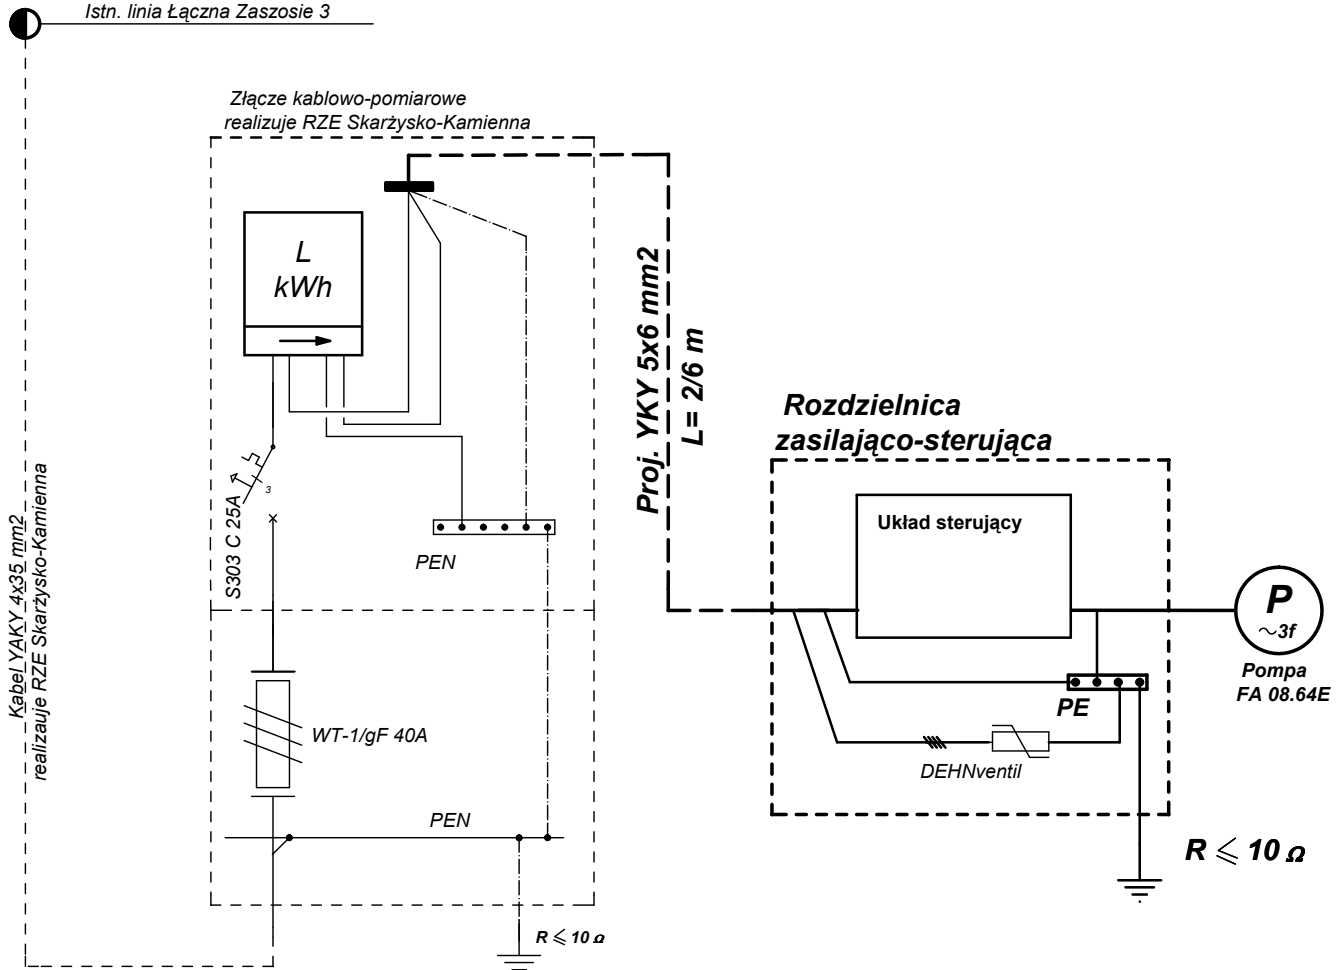 Istn. linia Łączna Zaszosie 3
Złącze kablowo-pomiarowe
realizuje RZE Skarżysko-Kamienna
L
kWh
S303 C 25A
3
PEN
WT-1/gF 40A
PEN
R ⩽ 10 Ω
Kabel YAKY 4x35 mm2
realizauje RZE Skarżysko-Kamienna
Proj. YKY 5x6 mm2
L= 2/6 m
Rozdzielnica
zasilająco-sterująca
Układ sterujący
PE
DEHNventil
P
~3f
Pompa
FA 08.64E
R ⩽ 10 Ω